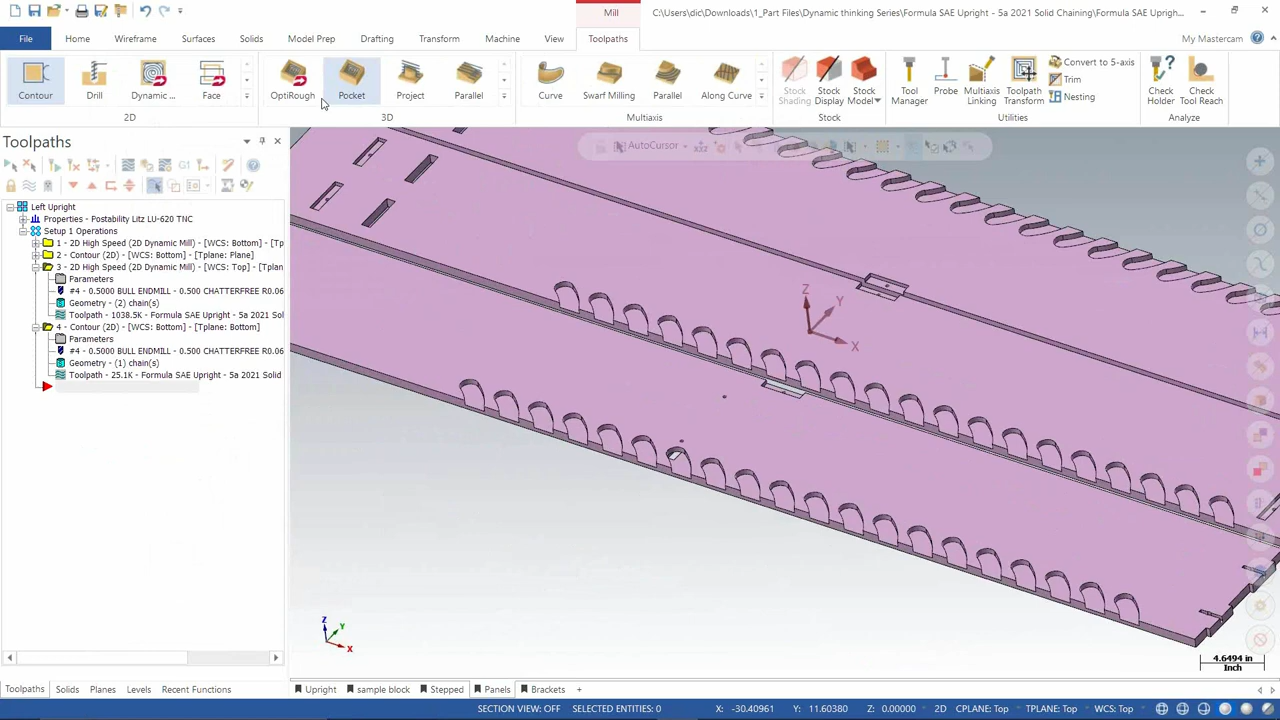 Mill
C:\Users\dic\Downloads\1_Part Files\Dynamic thinking Series\Formula SAE Upright - 5a 2021 Solid Chaining\Formula SAE Uprigh...
File Home Wireframe Surfaces Solids Model Prep Drafting Transform Machine View Toolpaths My Mastercam
Contour Drill Dynamic ... Face OptiRough Pocket Project Parallel Curve Swarf Milling Parallel Along Curve Stock Shading Stock Display Stock Model Tool Manager Probe Multiaxis Linking Toolpath Transform Convert to 5-axis Trim Nesting Check Holder Check Tool Reach
2D 3D Multiaxis Stock Utilities Analyze
Toolpaths
AutoCursor
G1
Left Upright
Properties - Postability Litz LU-620 TNC
Setup 1 Operations
1 - 2D High Speed (2D Dynamic Mill) - [WCS: Bottom] - [Tp
2 - Contour (2D) - [WCS: Bottom] - [Tplane: Plane]
3 - 2D High Speed (2D Dynamic Mill) - [WCS: Top] - [Tplan
Parameters
#4 - 0.5000 BULL ENDMILL - 0.500 CHATTERFREE R0.06
Geometry - (2) chain(s)
Toolpath - 1038.5K - Formula SAE Upright - 5a 2021 Solid
4 - Contour (2D) - [WCS: Bottom] - [Tplane: Bottom]
Parameters
#4 - 0.5000 BULL ENDMILL - 0.500 CHATTERFREE R0.06
Geometry - (1) chain(s)
Toolpath - 25.1K - Formula SAE Upright - 5a 2021 Solid
Z
Y
X
Z
Y
X
4.6494 in
Inch
Toolpaths Solids Planes Levels Recent Functions
Upright sample block Stepped Panels Brackets +
SECTION VIEW: OFF SELECTED ENTITIES: 0 X: -30.40961 Y: 11.60380 Z: 0.00000 2D CPLANE: Top TPLANE: Top WCS: Top